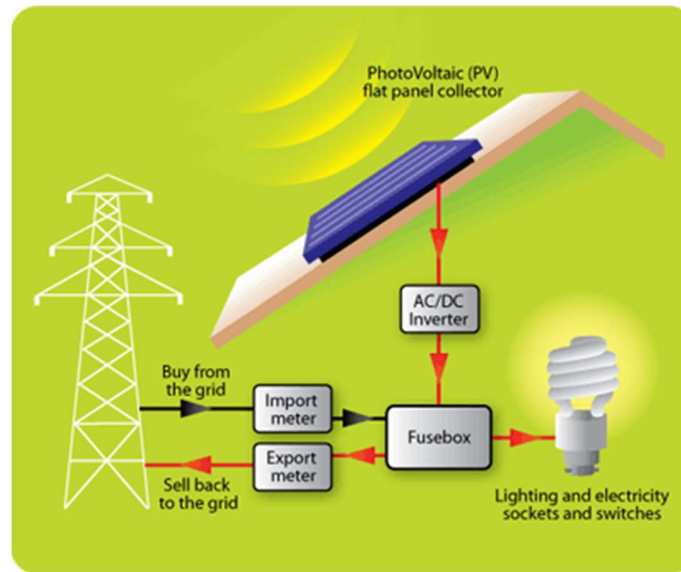 PhotoVoltaic (PV)
flat panel collector
AC/DC
Inverter
Buy from
the grid
Import
meter
Fusebox
Export
meter
Sell back
to the grid
Lighting and electricity
sockets and switches